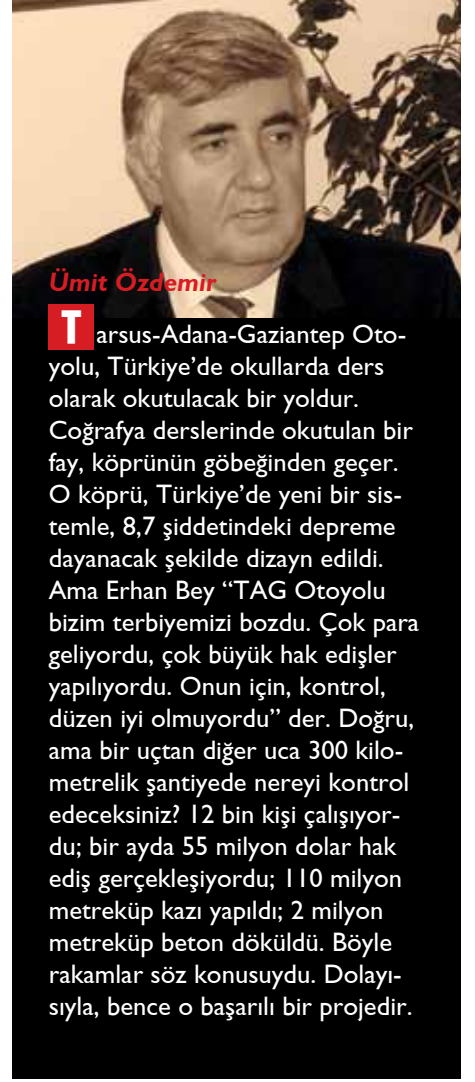 Ümit Özdemir
Tarsus-Adana-Gaziantep Oto-
yolu, Türkiye’de okullarda ders
olarak okutulacak bir yoldur.
Coğrafya derslerinde okutulan bir
fay, köprünün göbeğinden geçer.
O köprü, Türkiye’de yeni bir sis-
temle, 8,7 şiddetindeki depreme
dayanacak şekilde dizayn edildi.
Ama Erhan Bey “TAG Otoyolu
bizim terbiyemizi bozdu. Çok para
geliyordu, çok büyük hak edişler
yapılıyordu. Onun için, kontrol,
düzen iyi olmuyordu” der. Doğru,
ama bir uçtan diğer uca 300 kilo-
metrelik şantiyede nereyi kontrol
edeceksiniz? 12 bin kişi çalışıyor-
du; bir ayda 55 milyon dolar hak
ediş gerçekleşiyordu; 110 milyon
metreküp kazı yapıldı; 2 milyon
metreküp beton döküldü. Böyle
rakamlar söz konusuydu. Dolayı-
sıyla, bence o başarılı bir projedir.